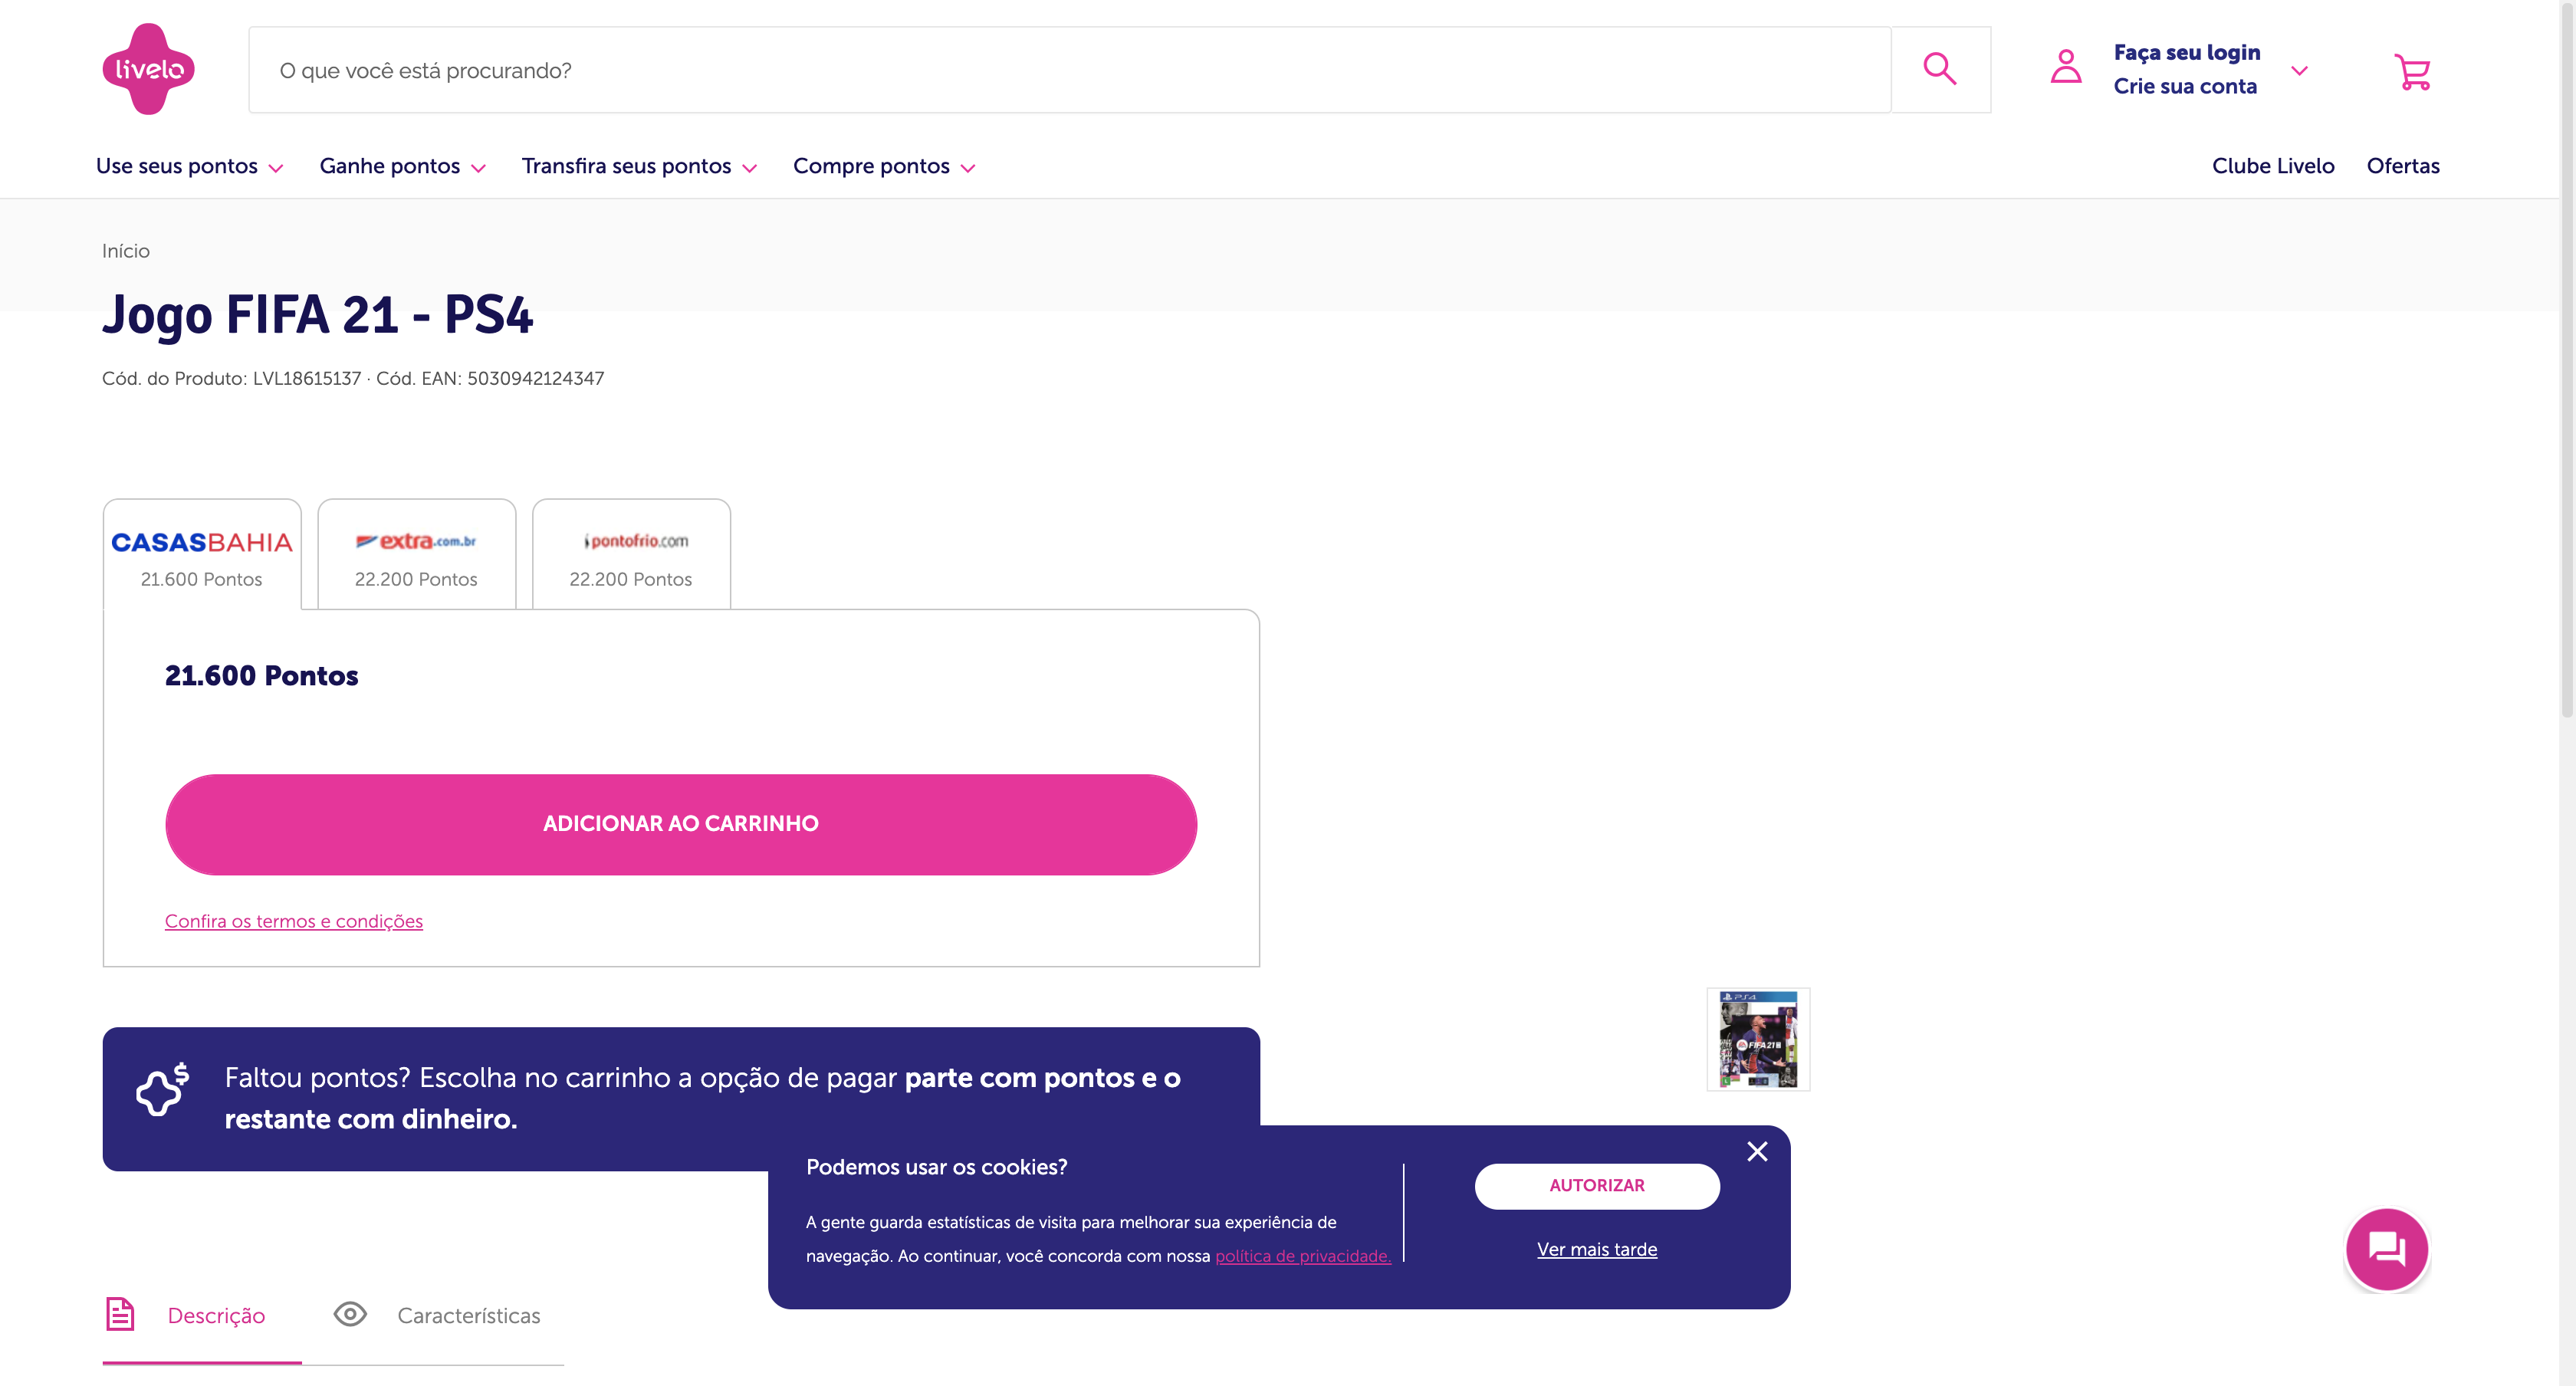 livelo
O que você está procurando?
Faça seu login
Crie sua conta
Use seus pontos
Ganhe pontos
Transfira seus pontos
Compre pontos
Clube Livelo
Ofertas
Início
Jogo FIFA 21 - PS4
Cód. do Produto: LVL18615137 · Cód. EAN: 5030942124347
CASASBAHIA
21.600 Pontos
extra.com.br
22.200 Pontos
pontofrio.com
22.200 Pontos
21.600 Pontos
ADICIONAR AO CARRINHO
Confira os termos e condições
PS4
FIFA 21
L
$
Faltou pontos? Escolha no carrinho a opção de pagar parte com pontos e o
restante com dinheiro.
Podemos usar os cookies?
A gente guarda estatísticas de visita para melhorar sua experiência de
navegação. Ao continuar, você concorda com nossa política de privacidade.
AUTORIZAR
Ver mais tarde
Descrição
Características